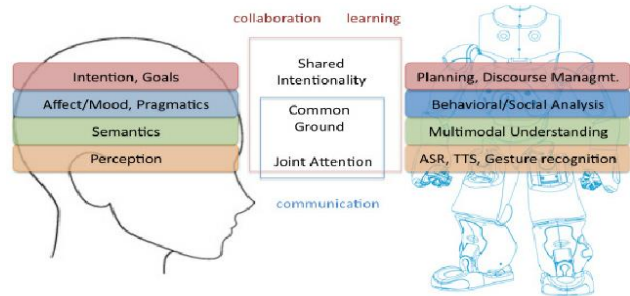 collaboration learning
Intention, Goals
Affect/Mood, Pragmatics
Semantics
Perception
Shared
Intentionality
Common
Ground
Joint Attention
communication
Planning, Discourse Managmt.
Behavioral/Social Analysis
Multimodal Understanding
ASR, TTS, Gesture recognition